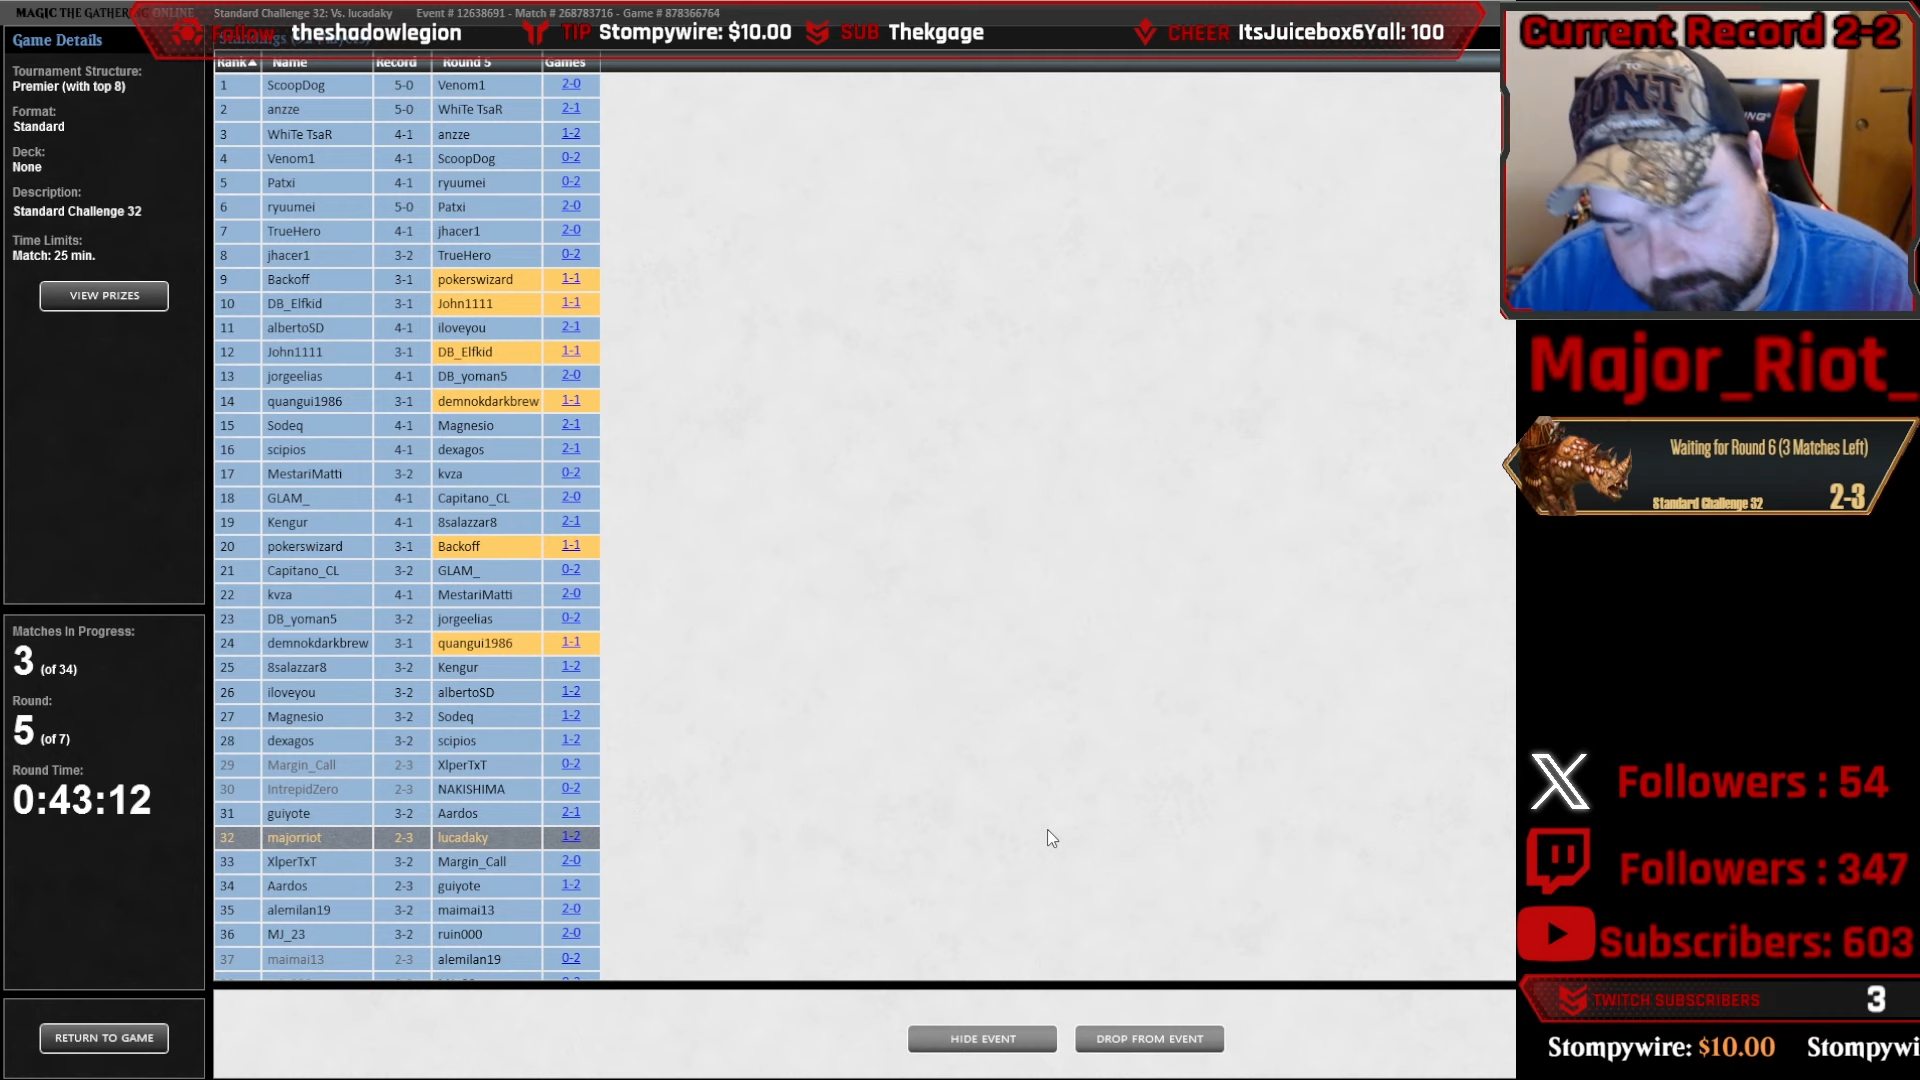 MAGIC THE GATHERING ONLINE
Standard Challenge 32: Vs. lucadaky Event # 12638691 - Match # 268783716 - Game # 878366764
Follow theshadowlegion TIP Stompywire: $10.00 SUB Thekgage CHEER ItsJuicebox6Yall: 100
Current Record 2-2
Game Details
Tournament Structure:
Premier (with top 8)
Format:
Standard
Deck:
None
Description:
Standard Challenge 32
Time Limits:
Match: 25 min.
VIEW PRIZES
Matches In Progress:
3 (of 34)
Round:
5 (of 7)
Round Time:
0:43:12
RETURN TO GAME
Rank Name Record Round 5 Games
1 ScoopDog 5-0 Venom1 2-0
2 anzze 5-0 WhiTe TsaR 2-1
3 WhiTe TsaR 4-1 anzze 1-2
4 Venom1 4-1 ScoopDog 0-2
5 Patxi 4-1 ryuumei 0-2
6 ryuumei 5-0 Patxi 2-0
7 TrueHero 4-1 jhacer1 2-0
8 jhacer1 3-2 TrueHero 0-2
9 Backoff 3-1 pokerswizard 1-1
10 DB_Elfkid 3-1 John1111 1-1
11 albertoSD 4-1 iloveyou 2-1
12 John1111 3-1 DB_Elfkid 1-1
13 jorgeelias 4-1 DB_yoman5 2-0
14 quangui1986 3-1 demnokdarkbrew 1-1
15 Sodeq 4-1 Magnesio 2-1
16 scipios 4-1 dexagos 2-1
17 MestariMatti 3-2 kvza 0-2
18 GLAM_ 4-1 Capitano_CL 2-0
19 Kengur 4-1 8salazzar8 2-1
20 pokerswizard 3-1 Backoff 1-1
21 Capitano_CL 3-2 GLAM_ 0-2
22 kvza 4-1 MestariMatti 2-0
23 DB_yoman5 3-2 jorgeelias 0-2
24 demnokdarkbrew 3-1 quangui1986 1-1
25 8salazzar8 3-2 Kengur 1-2
26 iloveyou 3-2 albertoSD 1-2
27 Magnesio 3-2 Sodeq 1-2
28 dexagos 3-2 scipios 1-2
29 Margin_Call 2-3 XlperTxT 0-2
30 IntrepidZero 2-3 NAKISHIMA 0-2
31 guiyote 3-2 Aardos 2-1
32 majorriot 2-3 lucadaky 1-2
33 XlperTxT 3-2 Margin_Call 2-0
34 Aardos 2-3 guiyote 1-2
35 alemilan19 3-2 maimai13 2-0
36 MJ_23 3-2 ruin000 2-0
37 maimai13 2-3 alemilan19 0-2
HIDE EVENT
DROP FROM EVENT
Major_Riot_
Waiting for Round 6 (3 Matches Left)
Standard Challenge 32 2-3
Followers : 54
Followers : 347
Subscribers: 603
TWITCH SUBSCRIBERS 3
Stompywire: $10.00 Stompywi